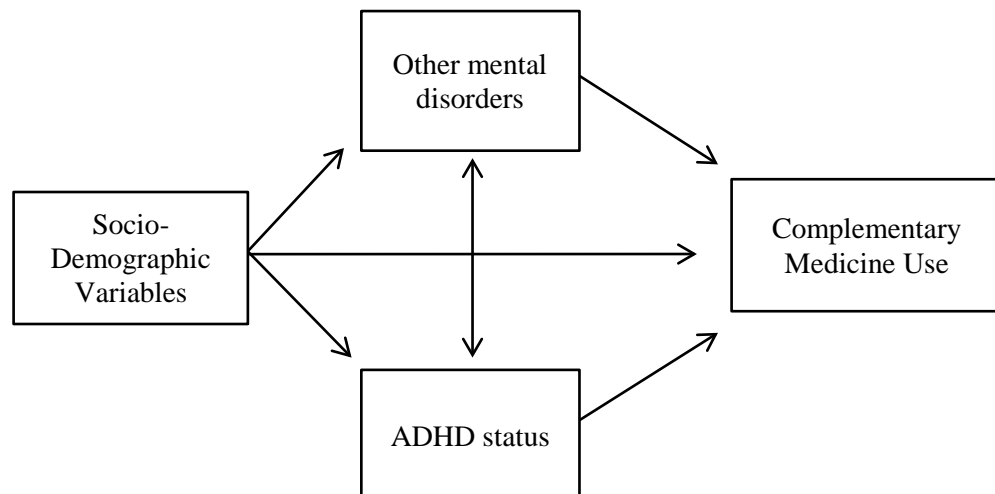 Other mental
disorders
Socio-
Demographic
Variables
Complementary
Medicine Use
ADHD status